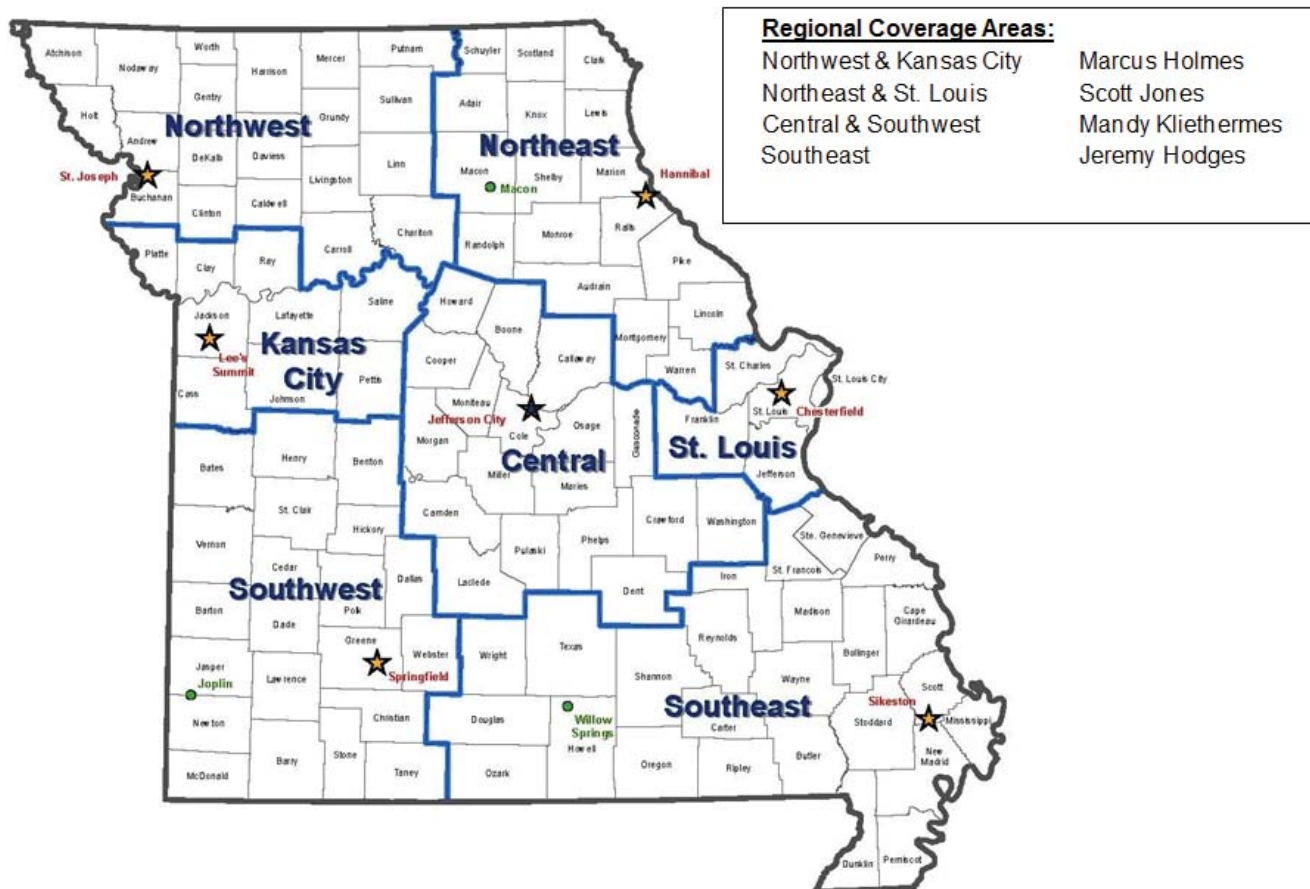 Regional Coverage Areas:
Northwest & Kansas City Marcus Holmes
Northeast & St. Louis Scott Jones
Central & Southwest Mandy Kliethermes
Southeast Jeremy Hodges
Atchison
Nodaway
Worth
Harrison
Mercer
Putnam
Schuyler
Scotland
Clark
Holt
Gentry
Sullivan
Adair
Knox
Lewis
Andrew
Northwest
Grundy
Northeast
DeKalb
Daviess
Livingston
Linn
Macon
Macon
Shelby
Marion
Hannibal
St. Joseph
Buchanan
Clinton
Caldwell
Carroll
Chariton
Randolph
Monroe
Ralls
Pike
Platte
Clay
Ray
Saline
Howard
Boone
Audrain
Callaway
Montgomery
Lincoln
Warren
Jackson
Lafayette
Lee's
Summit
Kansas
City
Cass
Johnson
Pettis
Cooper
Moniteau
Jefferson City
Cole
Morgan
Osage
Gasconade
St. Charles
St. Louis City
St. Louis
Chesterfield
Franklin
St. Louis
Jefferson
Central
Miller
Maries
Camden
Bates
Henry
Benton
St. Clair
Hickory
Vernon
Cedar
Southwest
Dallas
Polk
Laclede
Pulaski
Phelps
Crawford
Washington
Dent
Iron
St. Francois
Ste. Genevieve
Perry
Barton
Dade
Greene
Webster
Springfield
Jasper
Joplin
Lawrence
Christian
Newton
McDonald
Barry
Stone
Taney
Wright
Texas
Douglas
Willow
Springs
Howell
Ozark
Shannon
Reynolds
Madison
Bollinger
Cape
Girardeau
Wayne
Southeast
Carter
Oregon
Ripley
Butler
Stoddard
Scott
Sikeston
Mississippi
New
Madrid
Dunklin
Pemiscot